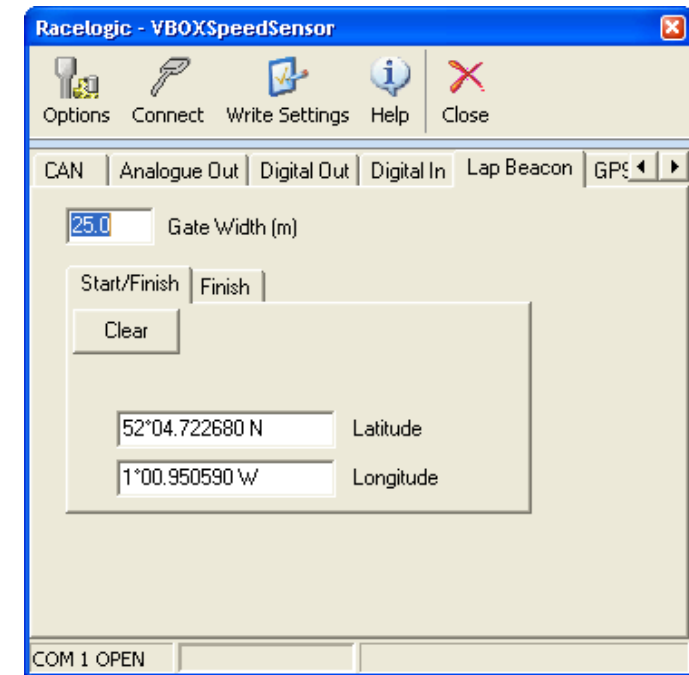 Racelogic - VBOXSpeedSensor
Options Connect Write Settings Help Close
CAN Analogue Out Digital Out Digital In Lap Beacon GPS
25.0 Gate Width (m)
Start/Finish Finish
Clear
52°04.722680 N Latitude
1°00.950590 W Longitude
COM 1 OPEN